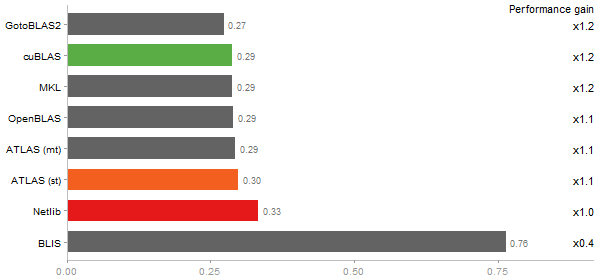 Performance gain
GotoBLAS2 0.27 x1.2
cuBLAS 0.29 x1.2
MKL 0.29 x1.2
OpenBLAS 0.29 x1.1
ATLAS (mt) 0.29 x1.1
ATLAS (st) 0.30 x1.1
Netlib 0.33 x1.0
BLIS 0.76 x0.4
0.00 0.25 0.50 0.75